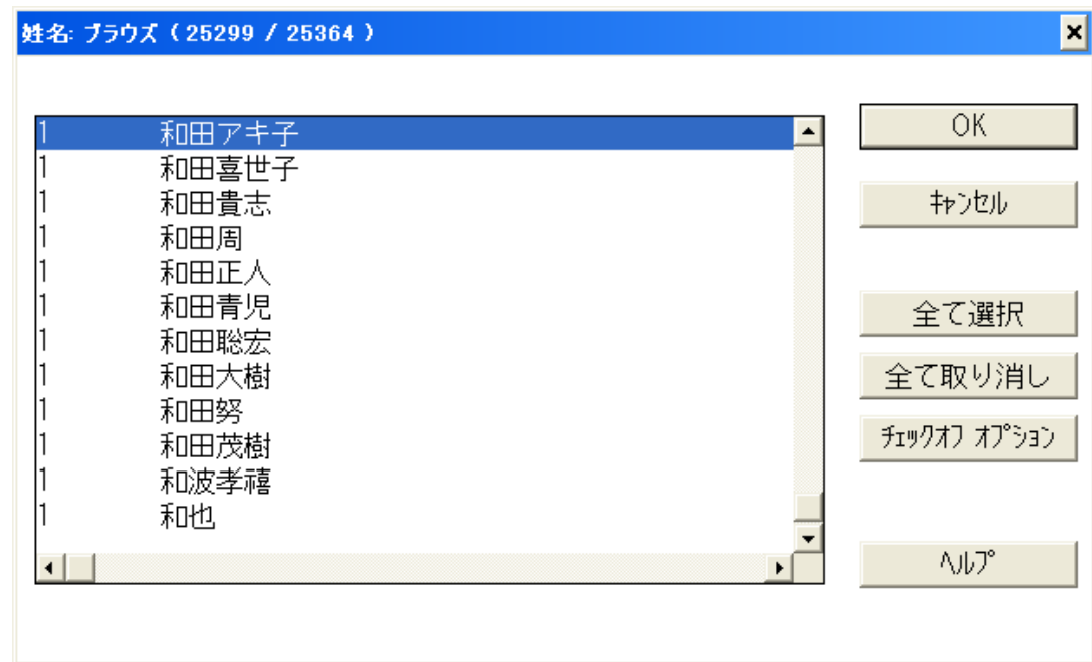 姓名: ブラウズ ( 25299 / 25364 )
1 和田アキ子
1 和田喜世子
1 和田貴志
1 和田周
1 和田正人
1 和田青児
1 和田聡宏
1 和田大樹
1 和田努
1 和田茂樹
1 和波孝禧
1 和也
OK
ｷｬﾝｾﾙ
全て選択
全て取り消し
ﾁｪｯｸｵﾌ ｵﾌﾟｼｮﾝ
ﾍﾙﾌﾟ